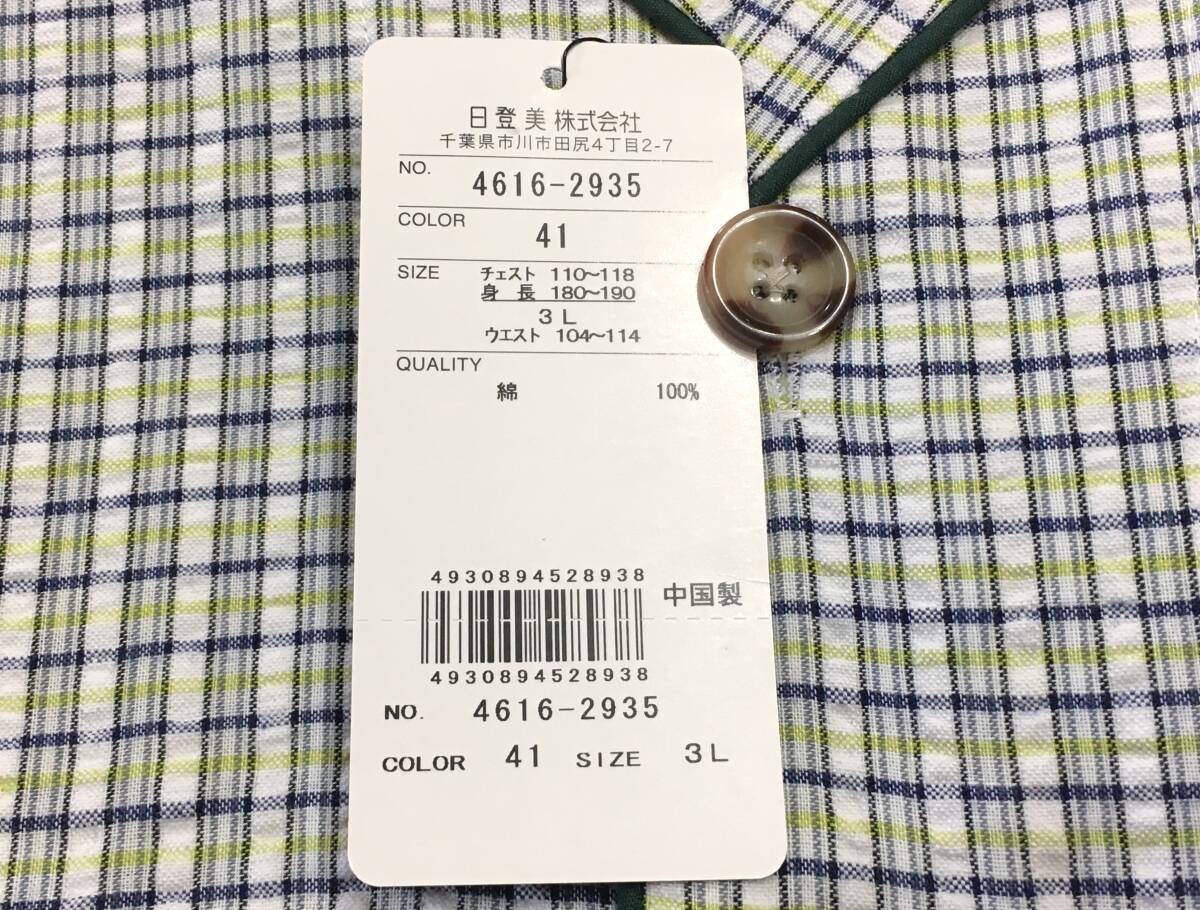 日登美株式会社
千葉県市川市田尻4丁目2-7
NO. 4616-2935
COLOR 41
SIZE チェスト 110〜118
身長 180〜190
3L
ウエスト 104〜114
QUALITY
綿 100%
4930894528938
中国製
4930894528938
NO. 4616-2935
COLOR 41 SIZE 3L